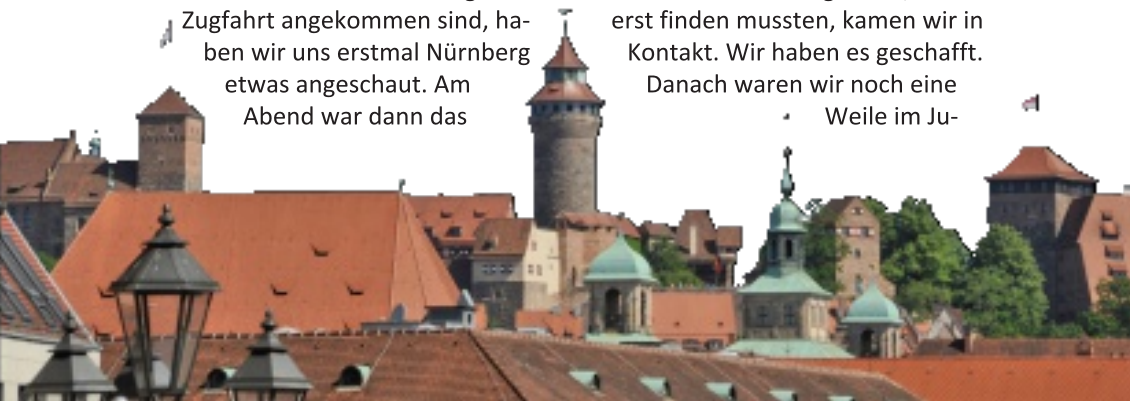 Zugfahrt angekommen sind, ha-
ben wir uns erstmal Nürnberg
etwas angeschaut. Am
Abend war dann das
erst finden mussten, kamen wir in
Kontakt. Wir haben es geschafft.
Danach waren wir noch eine
Weile im Ju-